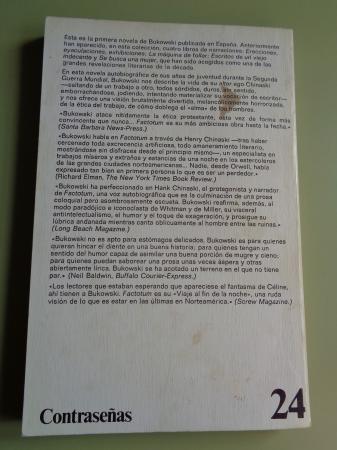 Esta es la primera novela de Bukowski publicada en España. Anteriormente
han aparecido, en esta colección, cuatro libros de narraciones: Erecciones,
eyaculaciones, exhibiciones, La máquina de follar, Escritos de un viejo
indecente y Se busca una mujer, que han sido acogidos como una de las
grandes revelaciones literarias de la década.
En esta novela autobiográfica de sus años de juventud durante la Segunda
Guerra Mundial, Bukowski nos describe la vida de su alter ego Chinaski
—saltando de un trabajo a otro, todos sórdidos, duros, sin sentido,
emborrachándose, jodiendo, intentando materializar su vocación de escritor—
y nos ofrece una visión brutalmente divertida, melancólicamente horrorizada,
de la ética del trabajo, de cómo doblega el «alma» de los hombres.
«Bukowski ataca nítidamente la ética protestante, esta vez de forma más
convincente que nunca... Factotum es su más ambiciosa obra hasta la fecha.»
(Santa Barbara News-Press.)
«Bukowski habla en Factotum a través de Henry Chinaski —tras haber
cercenado toda excrecencia artificiosa, todo amaneramiento literario,
mostrándose sin disfraces desde el principio mismo—, un especialista en
trabajos míseros y extraños y estancias de una noche en los estercoleros
de las grandes ciudades norteamericanas... Nadie, desde Orwell, había
expresado tan bien en primera persona lo que es ser un perdedor.»
(Richard Elman, The New York Times Book Review.)
«Bukowski ha perfeccionado en Hank Chinaski, el protagonista y narrador
de Factotum, una voz autobiográfica que es la culminación de una prosa
coloquial pero asombrosamente escueta. Bukowski reafirma, además, al
modo paradójico e iconoclasta de Whitman y de Miller, su visceral
antiintelectualismo, el humor y el toque de exageración, y prosigue su
lúbrica andanada mientras canta oblicuamente al hombre entre las ruinas.»
(Long Beach Magazine.)
«Bukowski no es apto para estómagos delicados. Bukowski es para quienes
quieran hincar el diente en una buena historia; para quienes tengan un
sentido del humor capaz de asimilar una buena porción de mugre y cieno;
para quienes puedan saborear una prosa unas veces áspera y otras
abiertamente lírica. Bukowski se ha acotado un terreno en el que no tiene
par.» (Neil Baldwin, Buffalo Courier-Express.)
«Los lectores que estaban esperando que apareciese el fantasma de Céline,
ahí tienen a Bukowski. Factotum es su «Viaje al fin de la noche», una ruda
visión de lo que es estar en las últimas en Norteamérica.» (Screw Magazine.)
Contraseñas
24